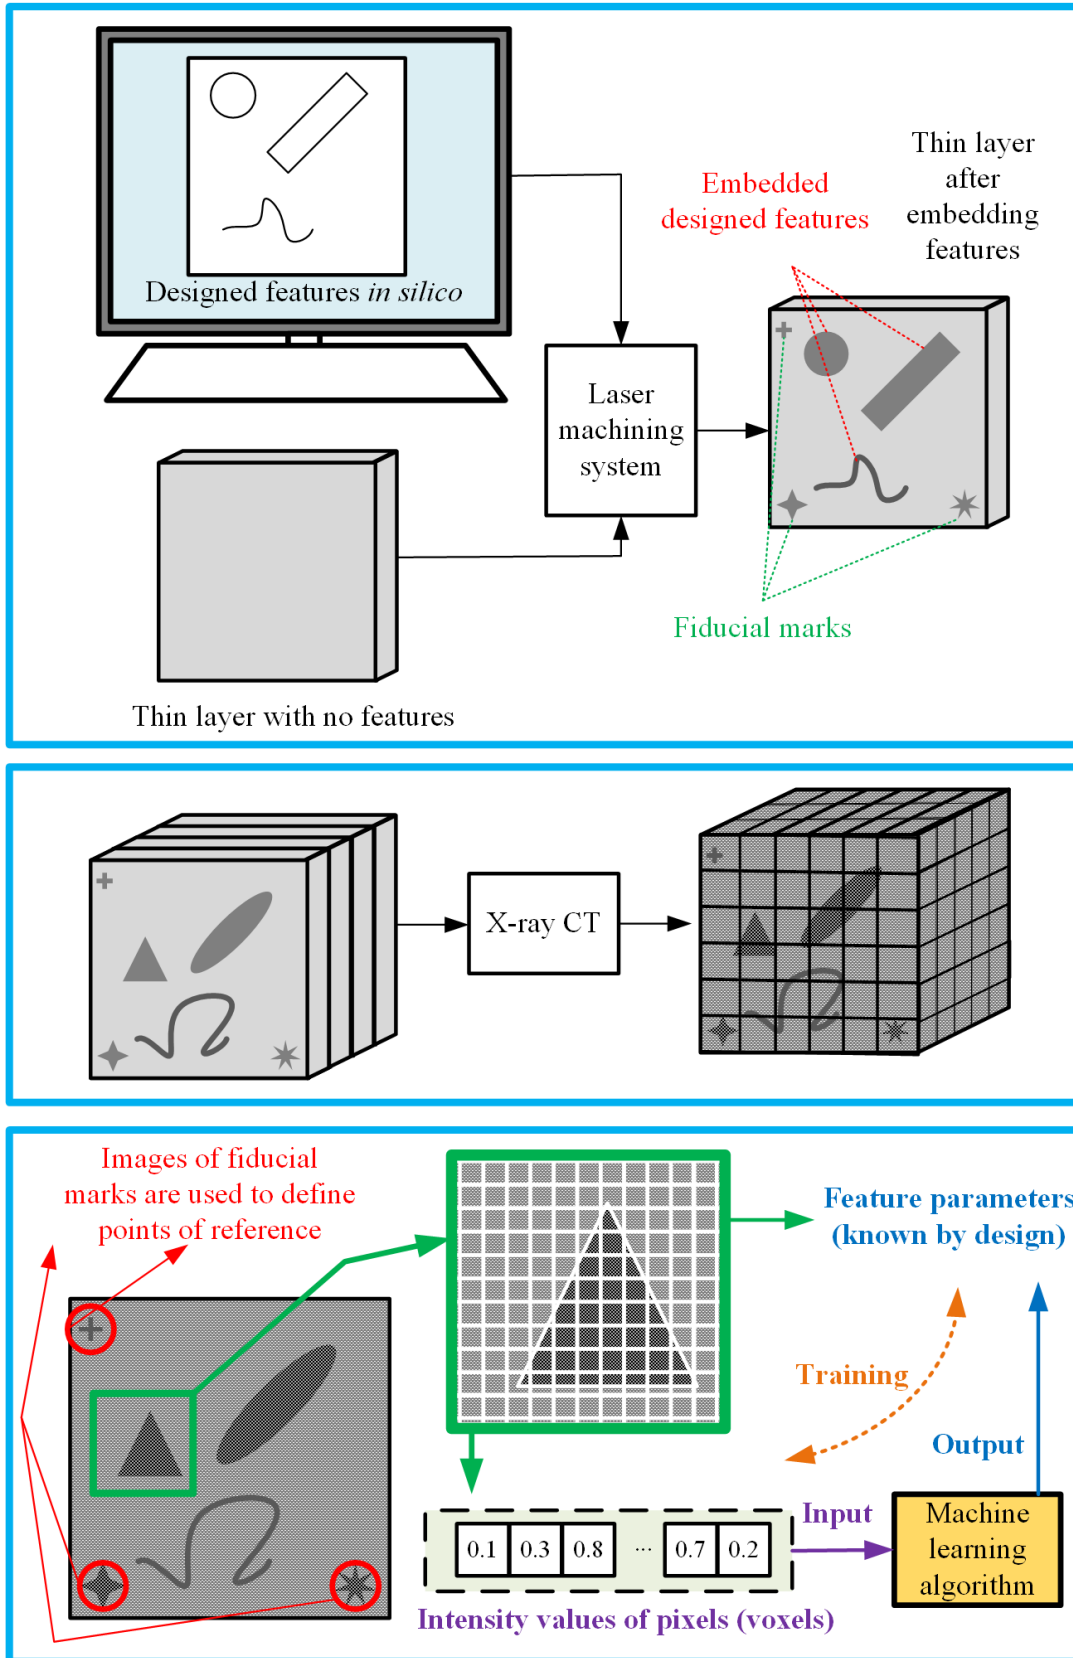 Designed features in silico
Thin layer with no features
Laser
machining
system
Embedded
designed features
Thin layer
after
embedding
features
Fiducial marks
X-ray CT
Images of fiducial
marks are used to define
points of reference
Feature parameters
(known by design)
Training
Output
Input
0.1 0.3 0.8 ... 0.7 0.2
Intensity values of pixels (voxels)
Machine
learning
algorithm